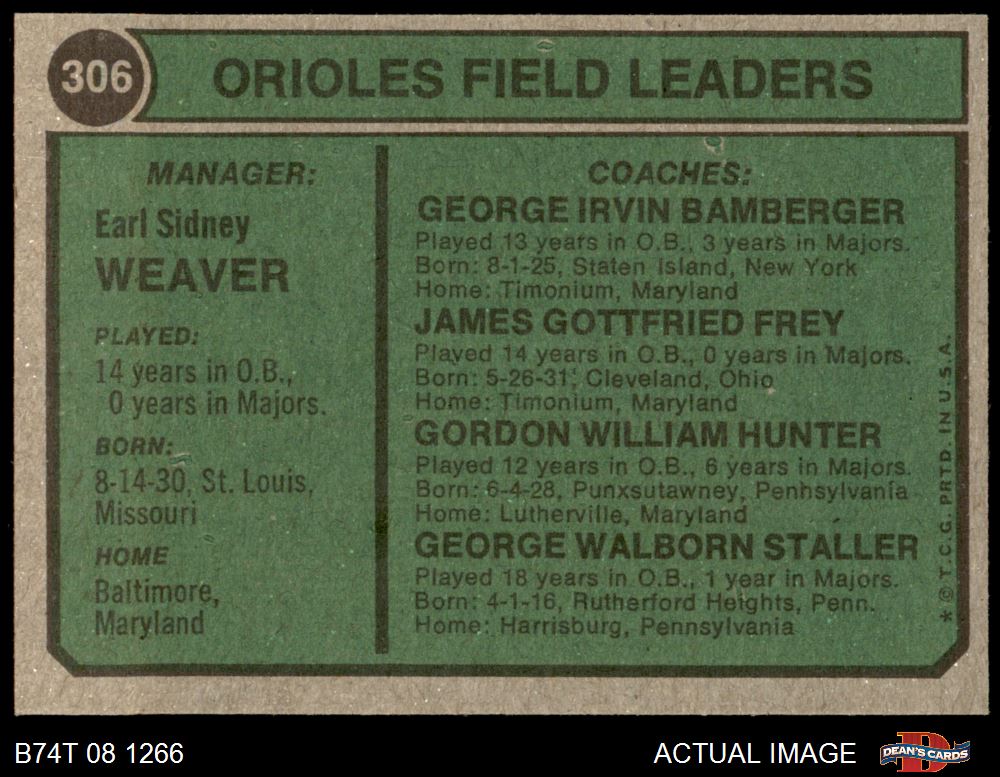 306
ORIOLES FIELD LEADERS
MANAGER:
Earl Sidney
WEAVER
PLAYED:
14 years in O.B.,
0 years in Majors.
BORN:
8-14-30, St. Louis,
Missouri
HOME
Baltimore,
Maryland
COACHES:
GEORGE IRVIN BAMBERGER
Played 13 years in O.B., 3 years in Majors.
Born: 8-1-25, Staten Island, New York
Home: Timonium, Maryland
JAMES GOTTFRIED FREY
Played 14 years in O.B., 0 years in Majors.
Born: 5-26-31, Cleveland, Ohio
Home: Timonium, Maryland
GORDON WILLIAM HUNTER
Played 12 years in O.B., 6 years in Majors.
Born: 6-4-28, Punxsutawney, Pennsylvania
Home: Lutherville, Maryland
GEORGE WALBORN STALLER
Played 18 years in O.B., 1 year in Majors.
Born: 4-1-16, Rutherford Heights, Penn.
Home: Harrisburg, Pennsylvania
* © T.C.G. PRTD. IN U.S.A.
B74T 08 1266
ACTUAL IMAGE
D
DEAN'S CARDS